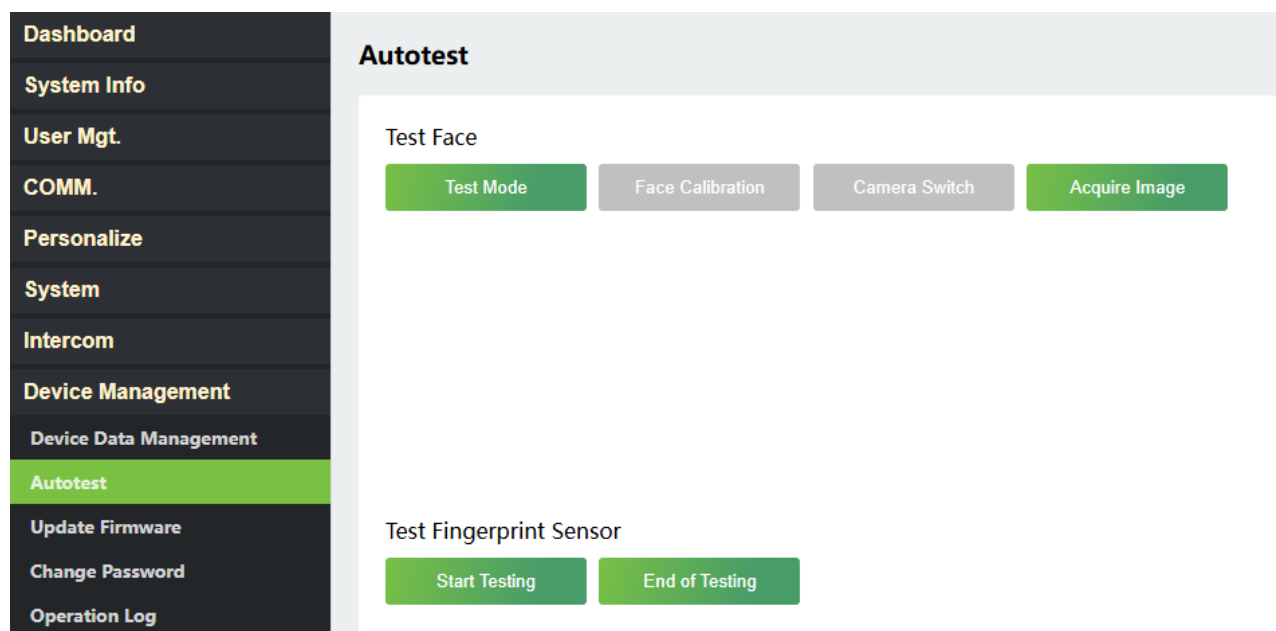 Dashboard
System Info
User Mgt.
COMM.
Personalize
System
Intercom
Device Management
Device Data Management
Autotest
Update Firmware
Change Password
Operation Log
Autotest
Test Face
Test Mode
Face Calibration
Camera Switch
Acquire Image
Test Fingerprint Sensor
Start Testing
End of Testing